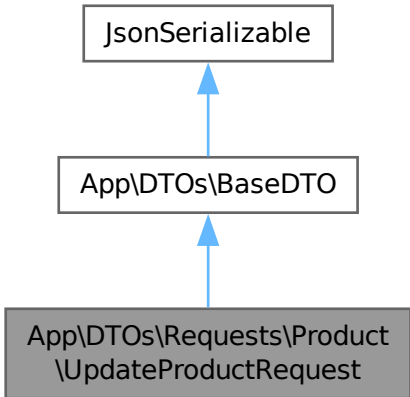 JsonSerializable
App\DTOs\BaseDTO
App\DTOs\Requests\Product
\UpdateProductRequest